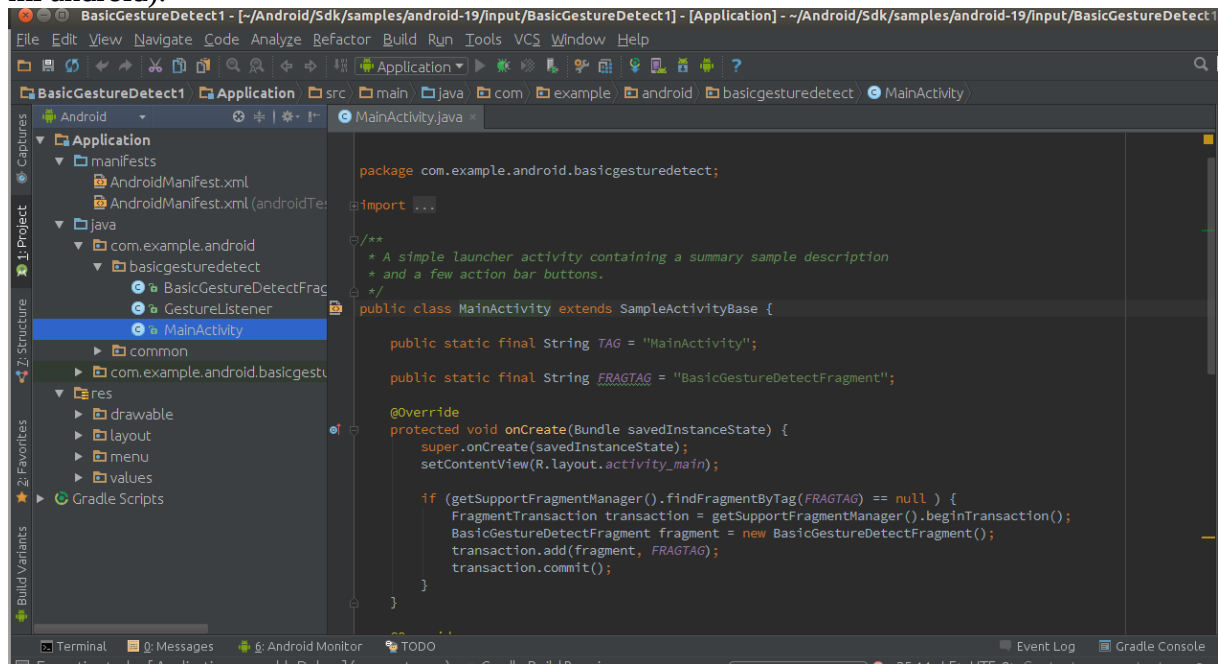 mi android).
BasicGestureDetect1 - [~/Android/Sdk/samples/android-19/input/BasicGestureDetect1] - [Application] - ~/Android/Sdk/samples/android-19/input/BasicGestureDetect1
File Edit View Navigate Code Analyze Refactor Build Run Tools VCS Window Help
Application
BasicGestureDetect1 Application src main java com example android basicgesturedetect MainActivity
Captures
1: Project
Z: Structure
2: Favorites
Build Variants
Android
Application
manifests
AndroidManifest.xml
AndroidManifest.xml (androidTes
java
com.example.android
basicgesturedetect
BasicGestureDetectFrag
GestureListener
MainActivity
common
com.example.android.basicgestu
res
drawable
layout
menu
values
Gradle Scripts
MainActivity.java
package com.example.android.basicgesturedetect;
import ...
/**
* A simple launcher activity containing a summary sample description
* and a few action bar buttons.
*/
public class MainActivity extends SampleActivityBase {
public static final String TAG = "MainActivity";
public static final String FRAGTAG = "BasicGestureDetectFragment";
@Override
protected void onCreate(Bundle savedInstanceState) {
super.onCreate(savedInstanceState);
setContentView(R.layout.activity_main);
if (getSupportFragmentManager().findFragmentByTag(FRAGTAG) == null ) {
FragmentTransaction transaction = getSupportFragmentManager().beginTransaction();
BasicGestureDetectFragment fragment = new BasicGestureDetectFragment();
transaction.add(fragment, FRAGTAG);
transaction.commit();
}
}
Terminal 0: Messages 6: Android Monitor TODO Event Log Gradle Console